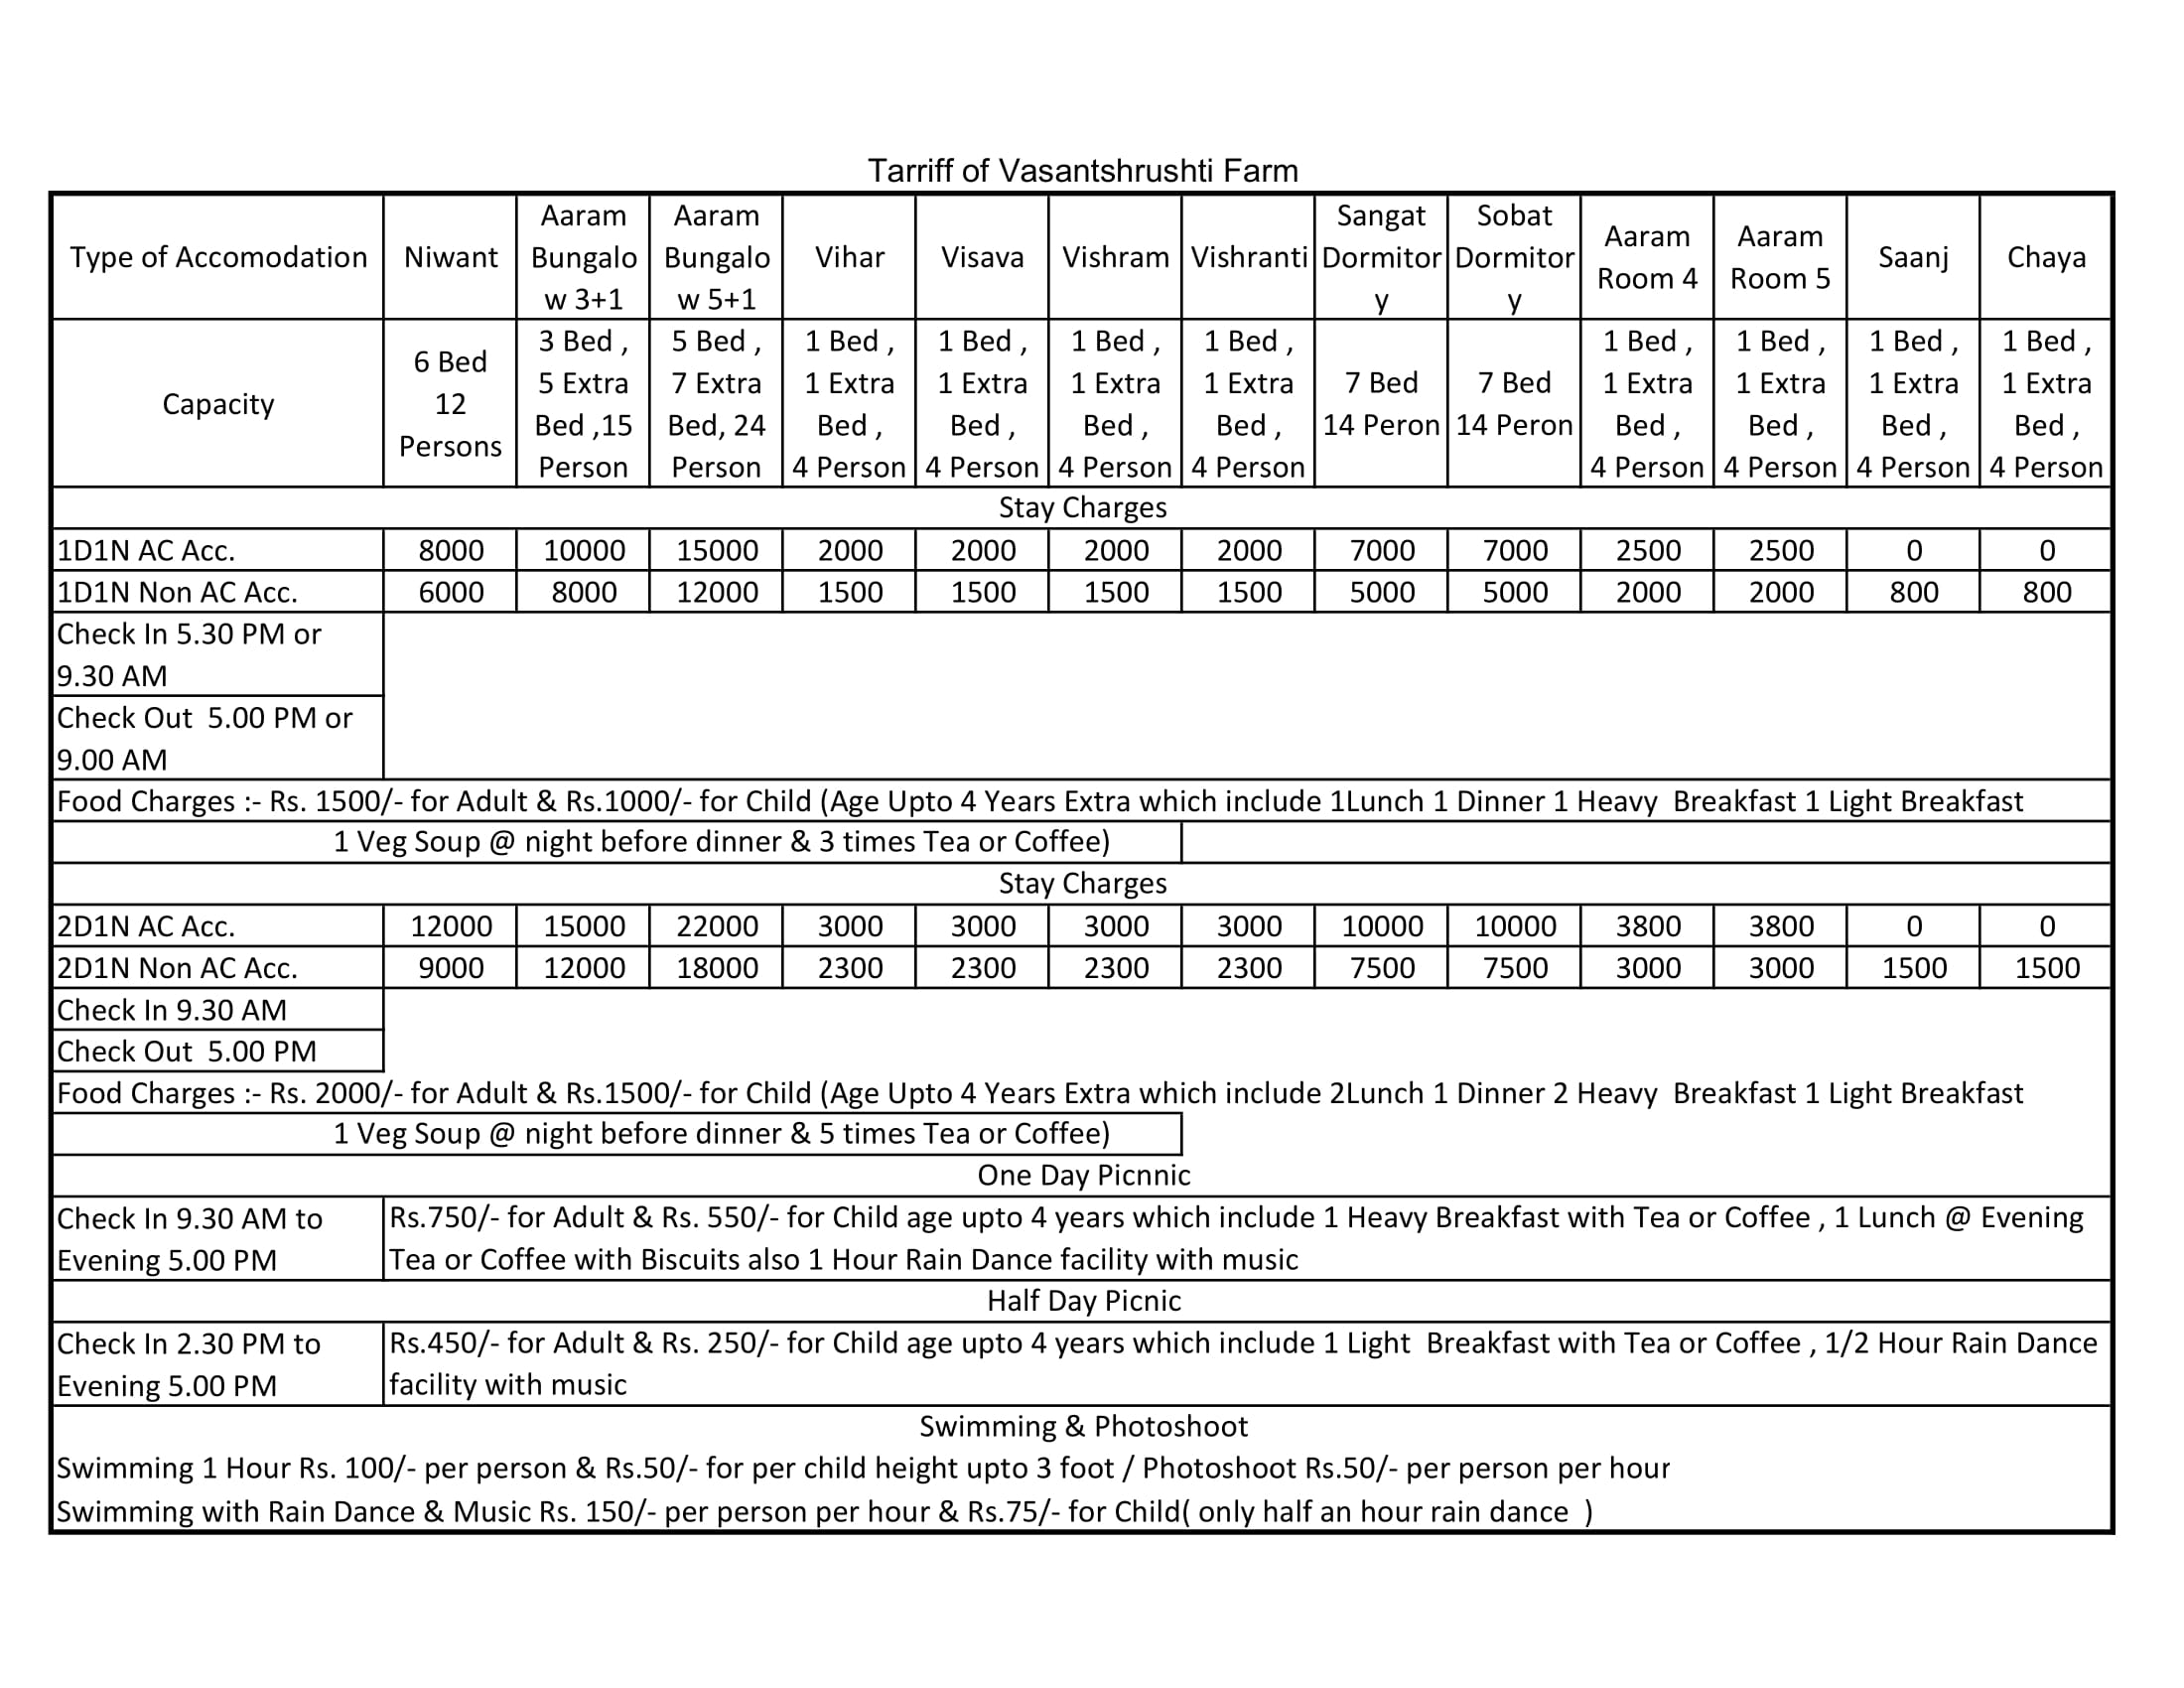 Tarriff of Vasantshrushti Farm
Type of Accomodation Niwant Aaram Bungalo w 3+1 Aaram Bungalo w 5+1 Vihar Visava Vishram Vishranti Sangat Dormitor y Sobat Dormitor y Aaram Room 4 Aaram Room 5 Saanj Chaya
Capacity 6 Bed 12 Persons 3 Bed , 5 Extra Bed ,15 Person 5 Bed , 7 Extra Bed, 24 Person 1 Bed , 1 Extra Bed , 4 Person 1 Bed , 1 Extra Bed , 4 Person 1 Bed , 1 Extra Bed , 4 Person 1 Bed , 1 Extra Bed , 4 Person 7 Bed 14 Peron 7 Bed 14 Peron 1 Bed , 1 Extra Bed , 4 Person 1 Bed , 1 Extra Bed , 4 Person 1 Bed , 1 Extra Bed , 4 Person 1 Bed , 1 Extra Bed , 4 Person
Stay Charges
1D1N AC Acc. 8000 10000 15000 2000 2000 2000 2000 7000 7000 2500 2500 0 0
1D1N Non AC Acc. 6000 8000 12000 1500 1500 1500 1500 5000 5000 2000 2000 800 800
Check In 5.30 PM or
9.30 AM
Check Out  5.00 PM or
9.00 AM
Food Charges :- Rs. 1500/- for Adult & Rs.1000/- for Child (Age Upto 4 Years Extra which include 1Lunch 1 Dinner 1 Heavy  Breakfast 1 Light Breakfast
1 Veg Soup @ night before dinner & 3 times Tea or Coffee)
Stay Charges
2D1N AC Acc. 12000 15000 22000 3000 3000 3000 3000 10000 10000 3800 3800 0 0
2D1N Non AC Acc. 9000 12000 18000 2300 2300 2300 2300 7500 7500 3000 3000 1500 1500
Check In 9.30 AM
Check Out  5.00 PM
Food Charges :- Rs. 2000/- for Adult & Rs.1500/- for Child (Age Upto 4 Years Extra which include 2Lunch 1 Dinner 2 Heavy  Breakfast 1 Light Breakfast
1 Veg Soup @ night before dinner & 5 times Tea or Coffee)
One Day Picnnic
Check In 9.30 AM to
Evening 5.00 PM
Rs.750/- for Adult & Rs. 550/- for Child age upto 4 years which include 1 Heavy Breakfast with Tea or Coffee , 1 Lunch @ Evening
Tea or Coffee with Biscuits also 1 Hour Rain Dance facility with music
Half Day Picnic
Check In 2.30 PM to
Evening 5.00 PM
Rs.450/- for Adult & Rs. 250/- for Child age upto 4 years which include 1 Light  Breakfast with Tea or Coffee , 1/2 Hour Rain Dance
facility with music
Swimming & Photoshoot
Swimming 1 Hour Rs. 100/- per person & Rs.50/- for per child height upto 3 foot / Photoshoot Rs.50/- per person per hour
Swimming with Rain Dance & Music Rs. 150/- per person per hour & Rs.75/- for Child( only half an hour rain dance  )